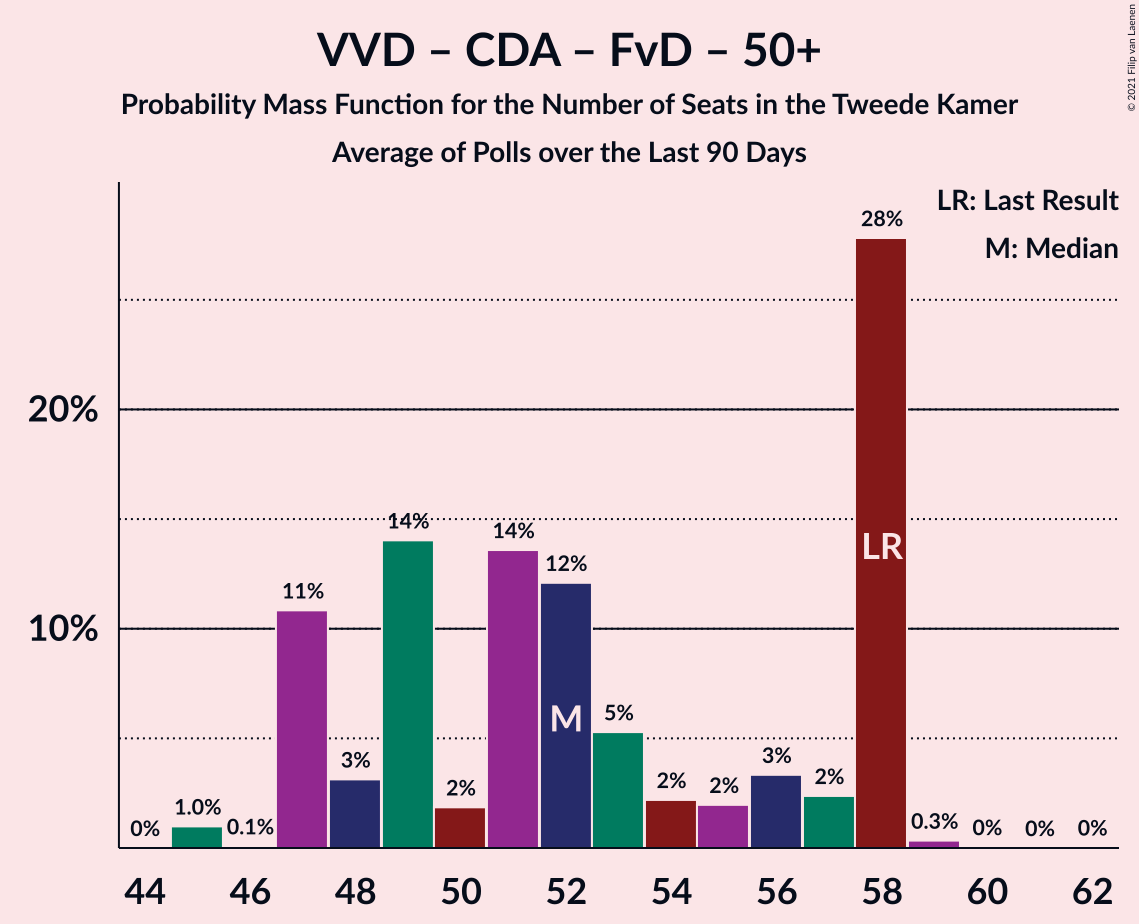 VVD – CDA – FvD – 50+
Probability Mass Function for the Number of Seats in the Tweede Kamer
Average of Polls over the Last 90 Days
© 2021 Filip van Laenen
LR: Last Result
M: Median
28%
20%
14%
14%
12%
LR
11%
10%
M
5%
3%
3%
2%
2%
2%
2%
1.0%
0.3%
0%
0.1%
0%
0%
0%
44 46 48 50 52 54 56 58 60 62